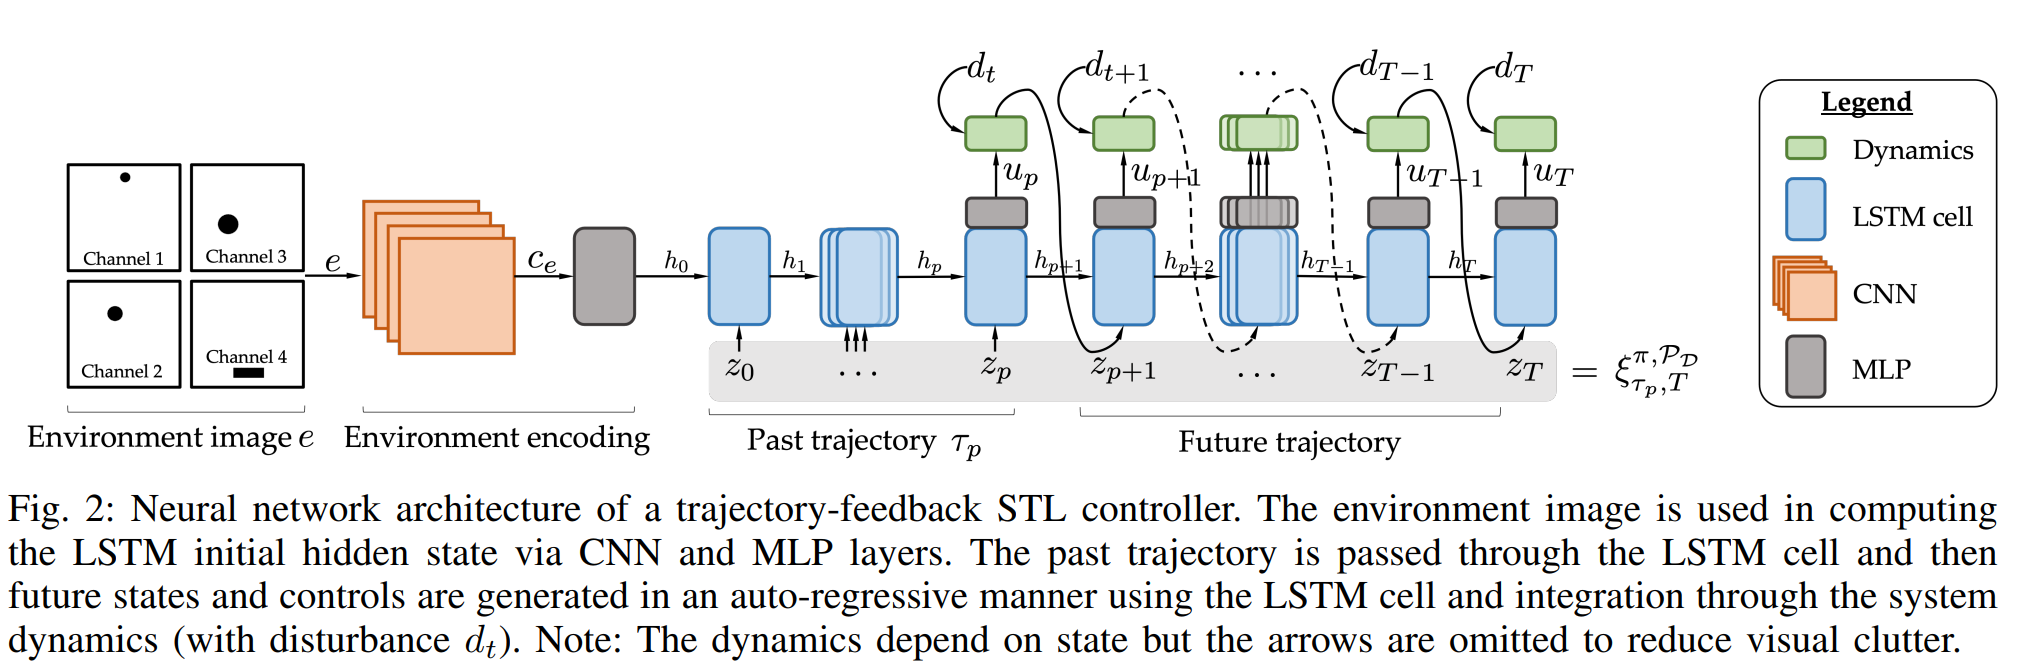 d_t
d_{t+1}
...
d_{T-1}
d_T
Legend
Dynamics
LSTM cell
CNN
MLP
Channel 1
Channel 3
Channel 2
Channel 4
e
c_e
h_0
h_1
h_p
h_{p+1}
h_{p+2}
h_{T-1}
h_T
u_p
u_{p+1}
u_{T-1}
u_T
z_0
...
z_p
z_{p+1}
...
z_{T-1}
z_T
= ξ_{τ_p,T}^{π,𝒫_𝒟}
Environment image e
Environment encoding
Past trajectory τ_p
Future trajectory
Fig. 2: Neural network architecture of a trajectory-feedback STL controller. The environment image is used in computing
the LSTM initial hidden state via CNN and MLP layers. The past trajectory is passed through the LSTM cell and then
future states and controls are generated in an auto-regressive manner using the LSTM cell and integration through the system
dynamics (with disturbance d_t). Note: The dynamics depend on state but the arrows are omitted to reduce visual clutter.